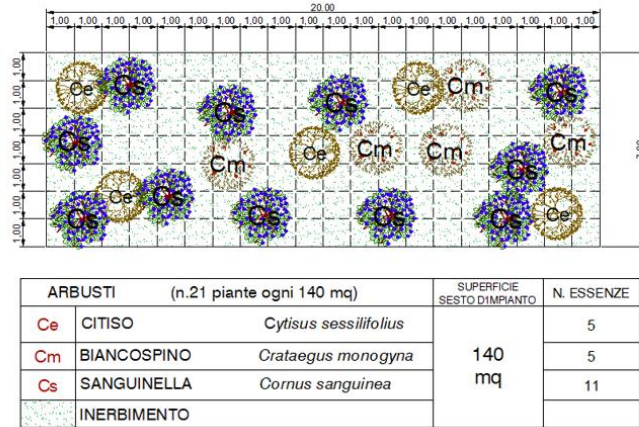 20.00
1,00 1,00 1,00 1,00 1,00 1,00 1,00 1,00 1,00 1,00 1,00 1,00 1,00 1,00 1,00 1,00 1,00 1,00 1,00 1,00
1,00 1,00 1,00 1,00 1,00 1,00 1,00
Ce Cs Cs Ce Cm Cs
Cs Cs Cm
Cm Ce Cm Cm Cs
Ce Cs
Cs Cs Cs Cs Ce
ARBUSTI (n.21 piante ogni 140 mq) SUPERFICIE SESTO D1MPIANTO N. ESSENZE
Ce CITISO Cytisus sessilifolius 5
Cm BIANCOSPINO Crataegus monogyna 140 mq 5
Cs SANGUINELLA Cornus sanguinea 11
INERBIMENTO